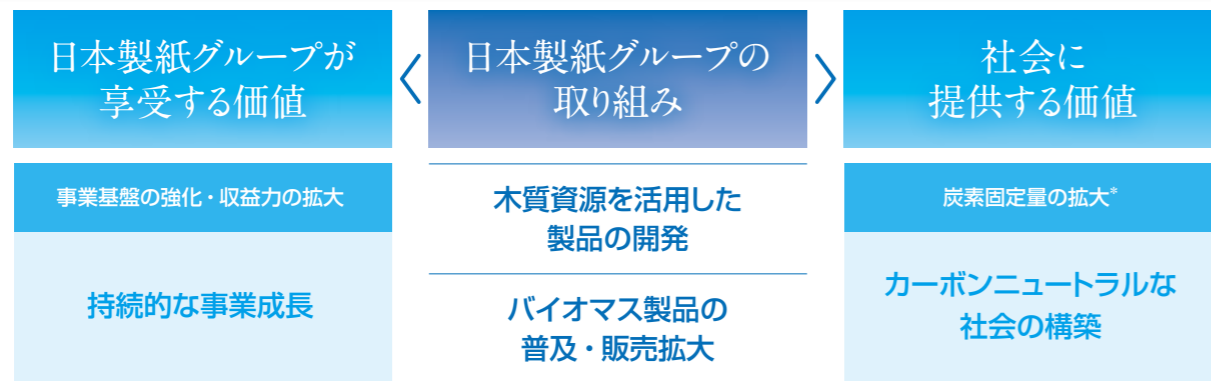 日本製紙グループが
享受する価値
日本製紙グループの
取り組み
社会に
提供する価値
事業基盤の強化・収益力の拡大
持続的な事業成長
木質資源を活用した
製品の開発
バイオマス製品の
普及・販売拡大
炭素固定量の拡大*
カーボンニュートラルな
社会の構築